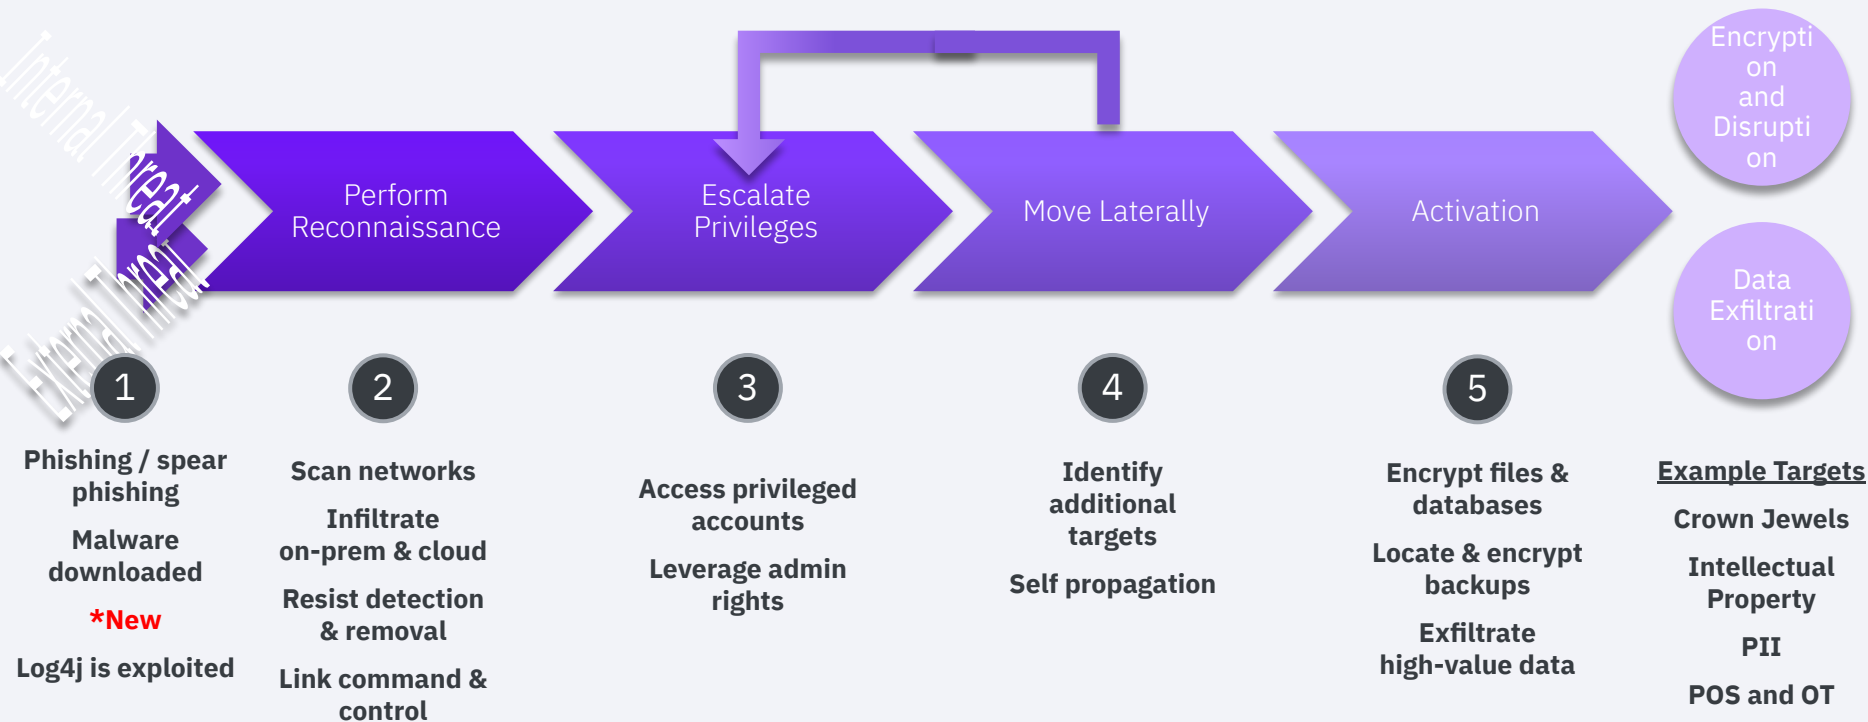 Internal Threat
External Threat
Perform
Reconnaissance
Escalate
Privileges
Move Laterally
Activation
Encrypti
on
and
Disrupti
on
Data
Exfiltrati
on
1
Phishing / spear
phishing
Malware
downloaded
*New
Log4j is exploited
2
Scan networks
Infiltrate
on-prem & cloud
Resist detection
& removal
Link command &
control
3
Access privileged
accounts
Leverage admin
rights
4
Identify
additional
targets
Self propagation
5
Encrypt files &
databases
Locate & encrypt
backups
Exfiltrate
high-value data
Example Targets
Crown Jewels
Intellectual
Property
PII
POS and OT